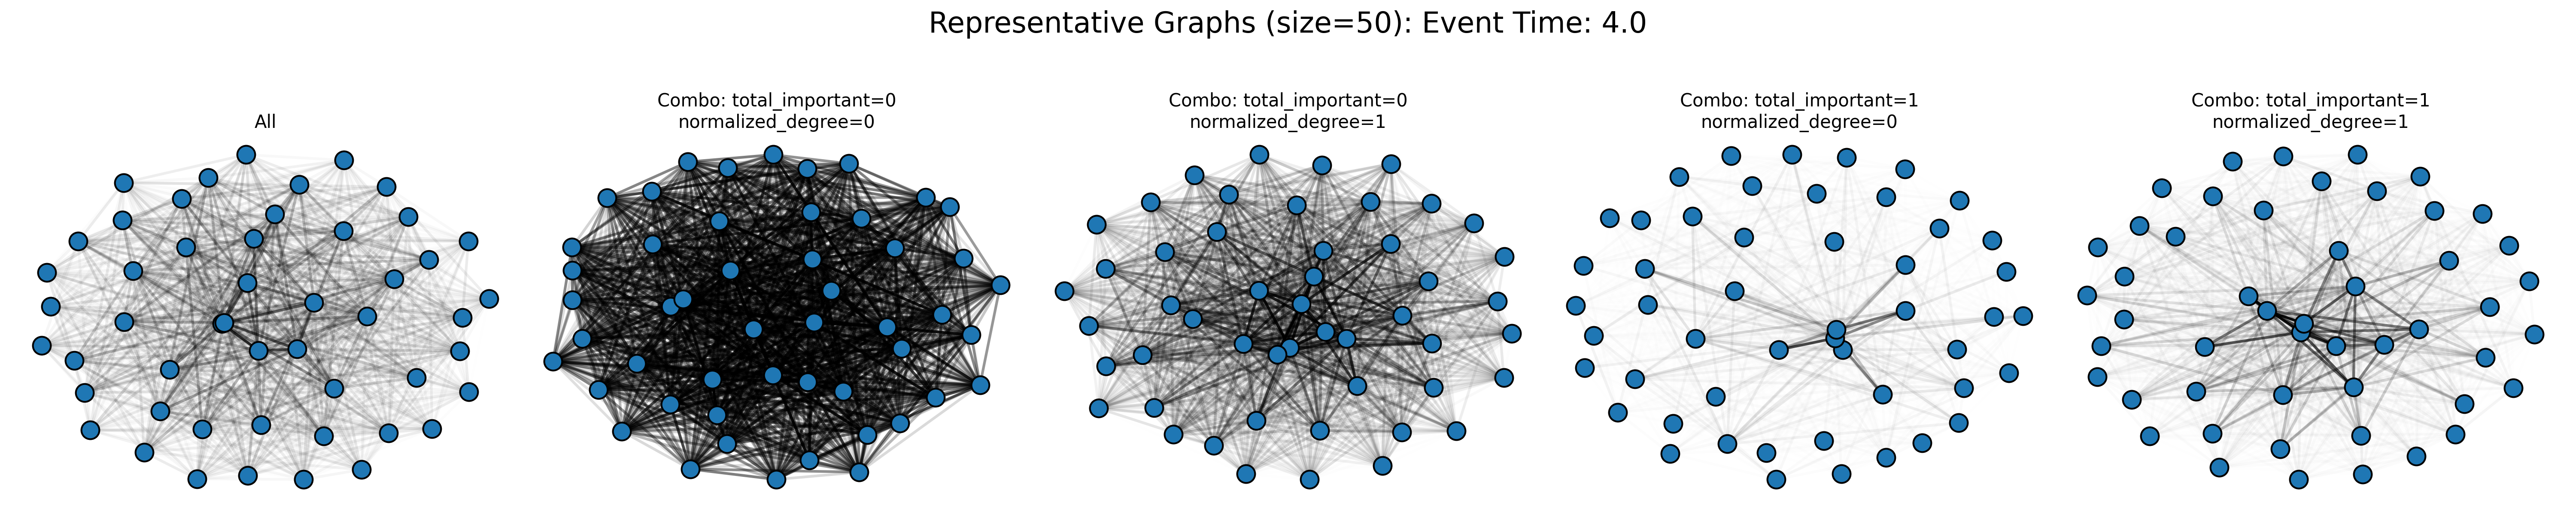 Representative Graphs (size=50): Event Time: 4.0
All
Combo: total_important=0
normalized_degree=0
Combo: total_important=0
normalized_degree=1
Combo: total_important=1
normalized_degree=0
Combo: total_important=1
normalized_degree=1